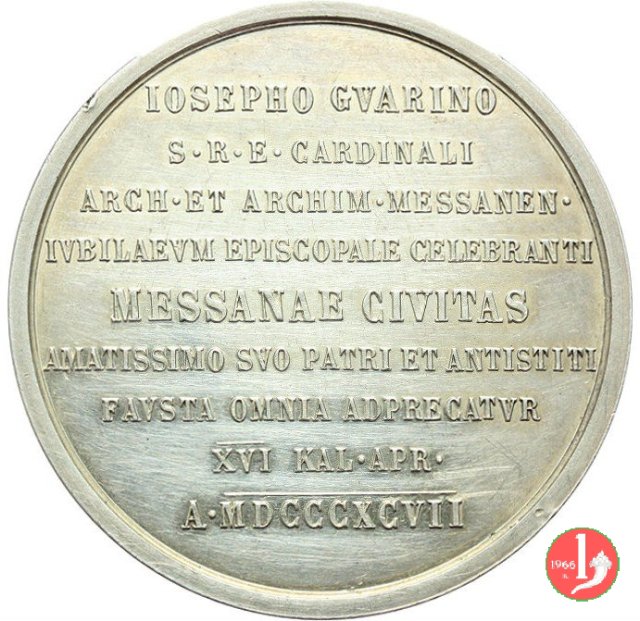 IOSEPHO GVARINO
S·R·E·CARDINALI
ARCH·ET ARCHIM·MESSANEN·
IVBILAEVM EPISCOPALE CELEBRANTI
MESSANAE CIVITAS
AMATISSIMO SVO PATRI ET ANTISTITI
FAVSTA OMNIA ADPRECATVR
XVI KAL·APR·
A·MDCCCXCVII
1966